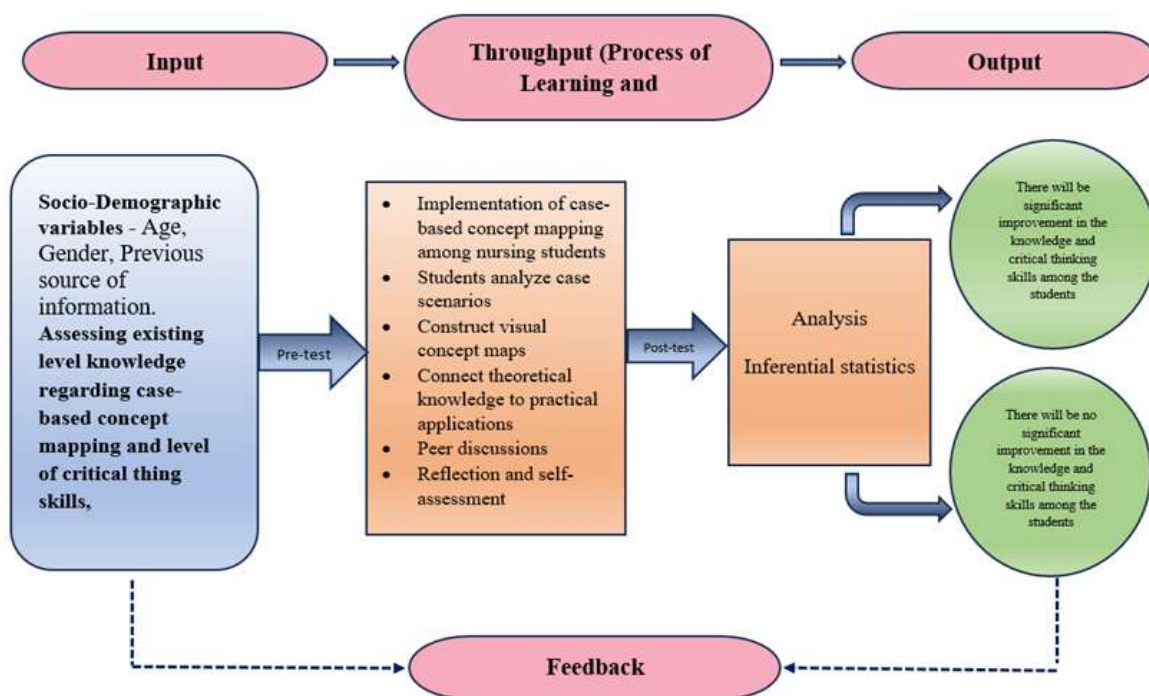 Input
Throughput (Process of
Learning and
Output
Socio-Demographic
variables - Age,
Gender, Previous
source of
information.
Assessing existing
level knowledge
regarding case-
based concept
mapping and level
of critical thing
skills,
Pre-test
• Implementation of case-
based concept mapping
among nursing students
• Students analyze case
scenarios
• Construct visual
concept maps
• Connect theoretical
knowledge to practical
applications
• Peer discussions
• Reflection and self-
assessment
Post-test
Analysis
Inferential statistics
There will be
significant
improvement in the
knowledge and
critical thinking
skills among the
students
There will be no
significant
improvement in the
knowledge and
critical thinking
skills among the
students
Feedback